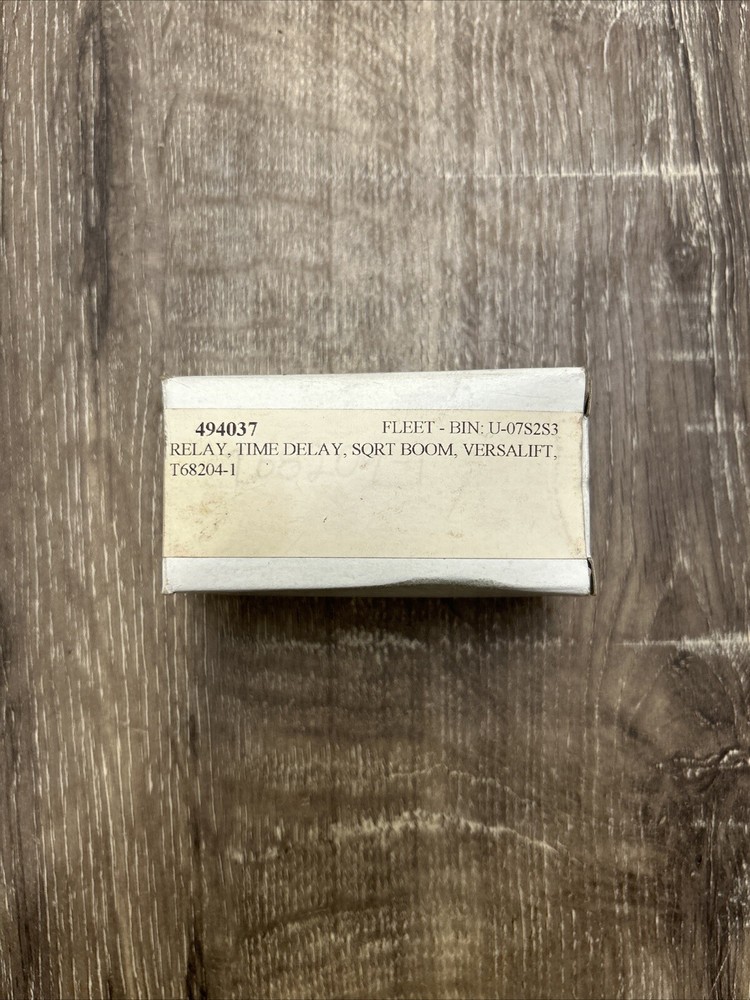 494037 FLEET - BIN: U-07S2S3
RELAY, TIME DELAY, SQRT BOOM, VERSALIFT,
T68204-1